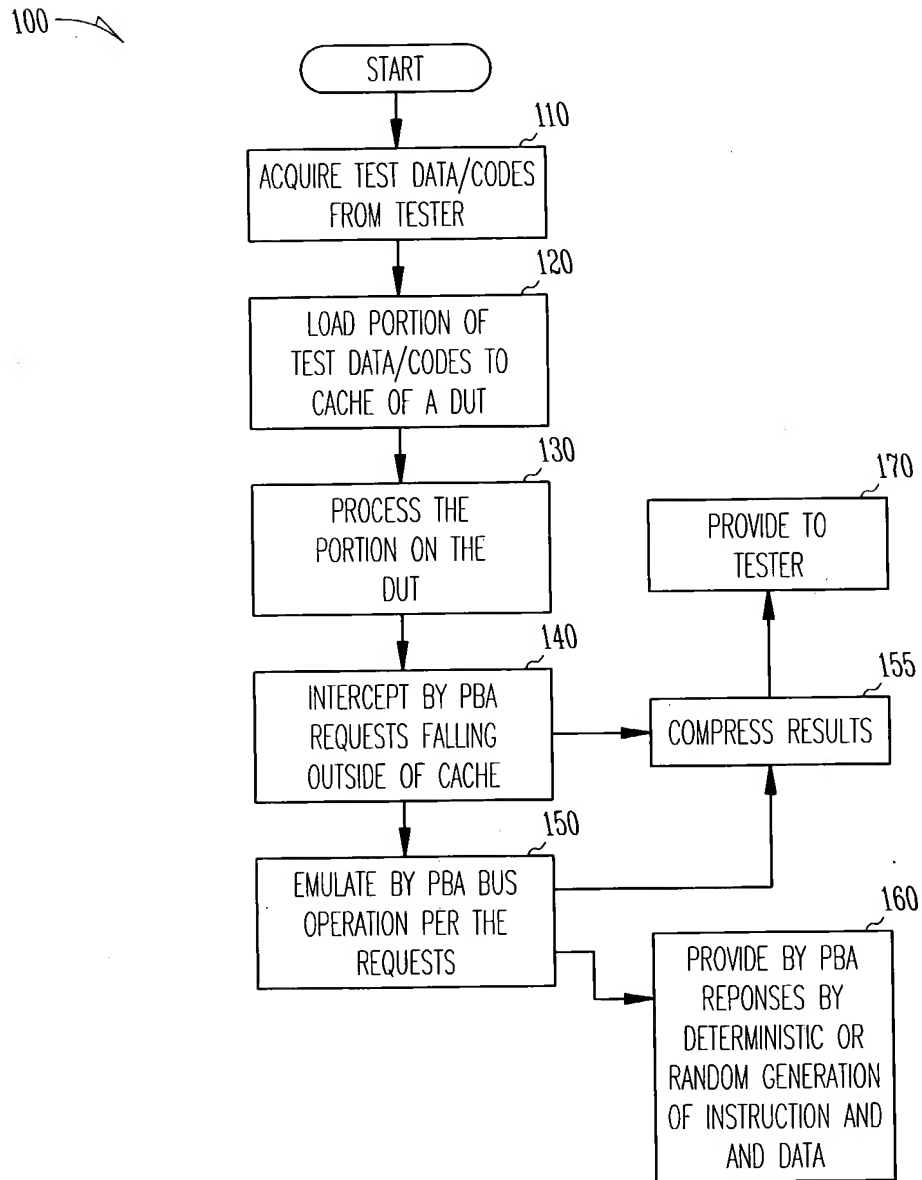 100
START
110
ACQUIRE TEST DATA/CODES
FROM TESTER
120
LOAD PORTION OF
TEST DATA/CODES TO
CACHE OF A DUT
130
PROCESS THE
PORTION ON THE
DUT
170
PROVIDE TO
TESTER
140
INTERCEPT BY PBA
REQUESTS FALLING
OUTSIDE OF CACHE
155
COMPRESS RESULTS
150
EMULATE BY PBA BUS
OPERATION PER THE
REQUESTS
160
PROVIDE BY PBA
REPONSES BY
DETERMINISTIC OR
RANDOM GENERATION
OF INSTRUCTION AND
AND DATA